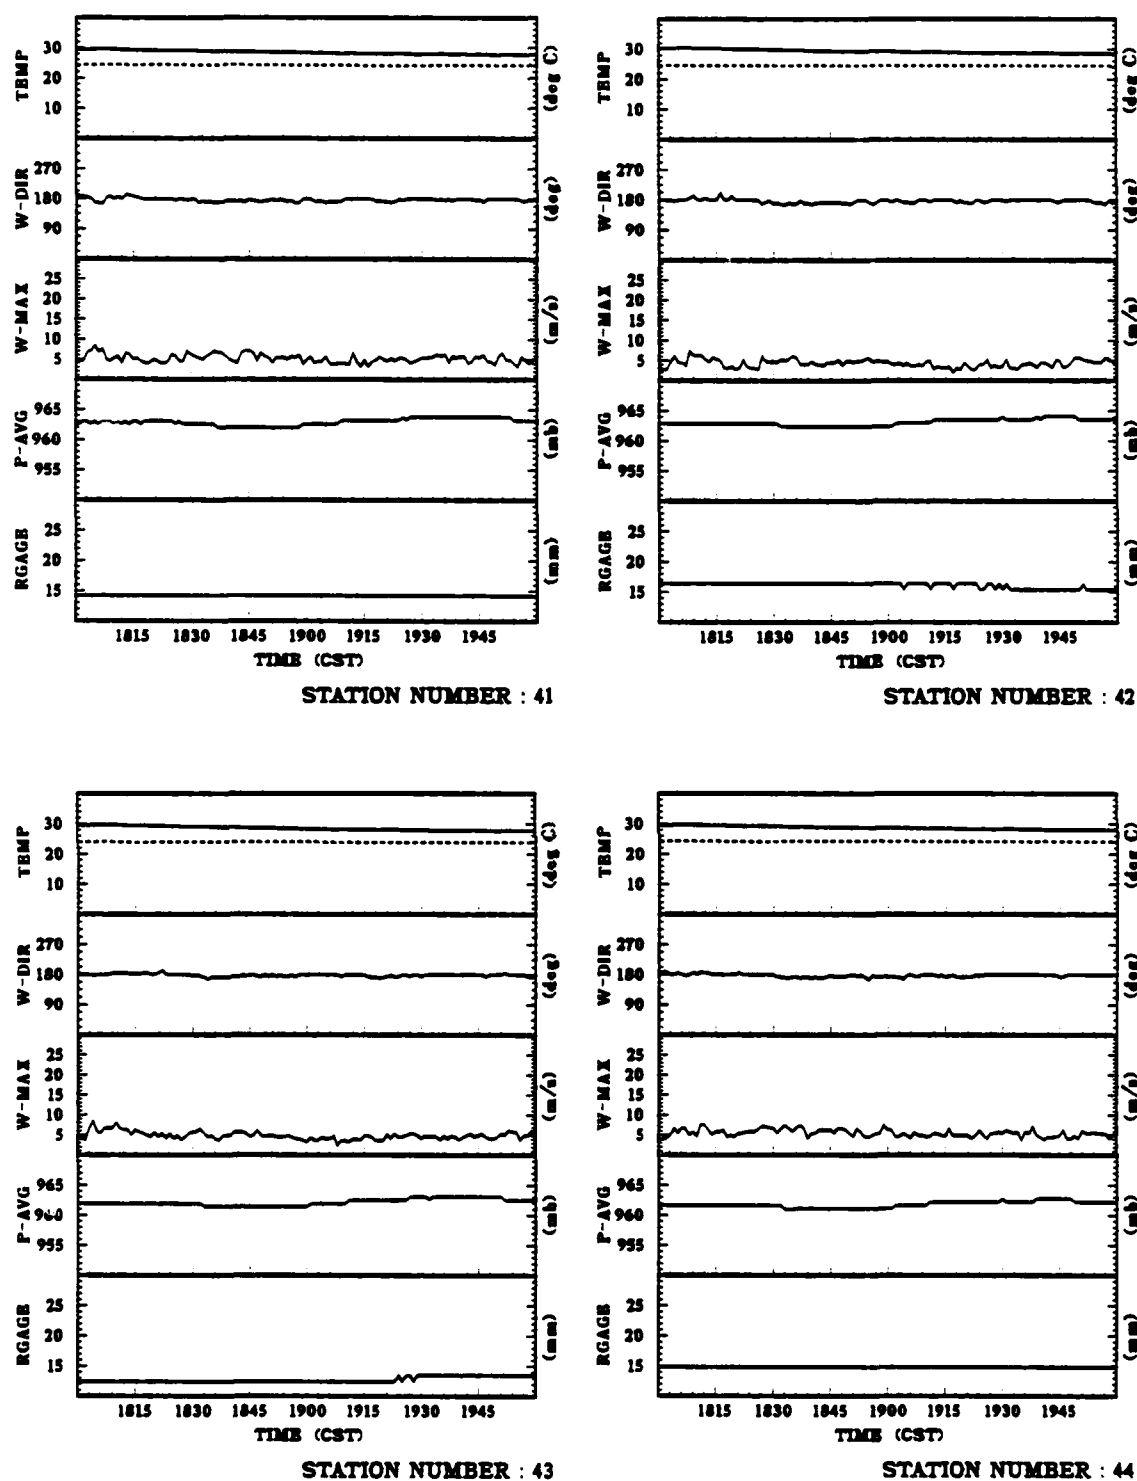 TEMP 30 20 10 (deg C)
W-DIR 270 180 90 (deg)
W-MAX 25 20 15 10 5 (m/s)
P-AVG 965 960 955 (mb)
RGAGE 25 20 15 (mm)
1815 1830 1845 1900 1915 1930 1945
TIME (CST)
STATION NUMBER : 41
TEMP 30 20 10 (deg C)
W-DIR 270 180 90 (deg)
W-MAX 25 20 15 10 5 (m/s)
P-AVG 965 960 955 (mb)
RGAGE 25 20 15 (mm)
1815 1830 1845 1900 1915 1930 1945
TIME (CST)
STATION NUMBER : 42
TEMP 30 20 10 (deg C)
W-DIR 270 180 90 (deg)
W-MAX 25 20 15 10 5 (m/s)
P-AVG 965 960 955 (mb)
RGAGE 25 20 15 (mm)
1815 1830 1845 1900 1915 1930 1945
TIME (CST)
STATION NUMBER : 43
TEMP 30 20 10 (deg C)
W-DIR 270 180 90 (deg)
W-MAX 25 20 15 10 5 (m/s)
P-AVG 965 960 955 (mb)
RGAGE 25 20 15 (mm)
1815 1830 1845 1900 1915 1930 1945
TIME (CST)
STATION NUMBER : 44